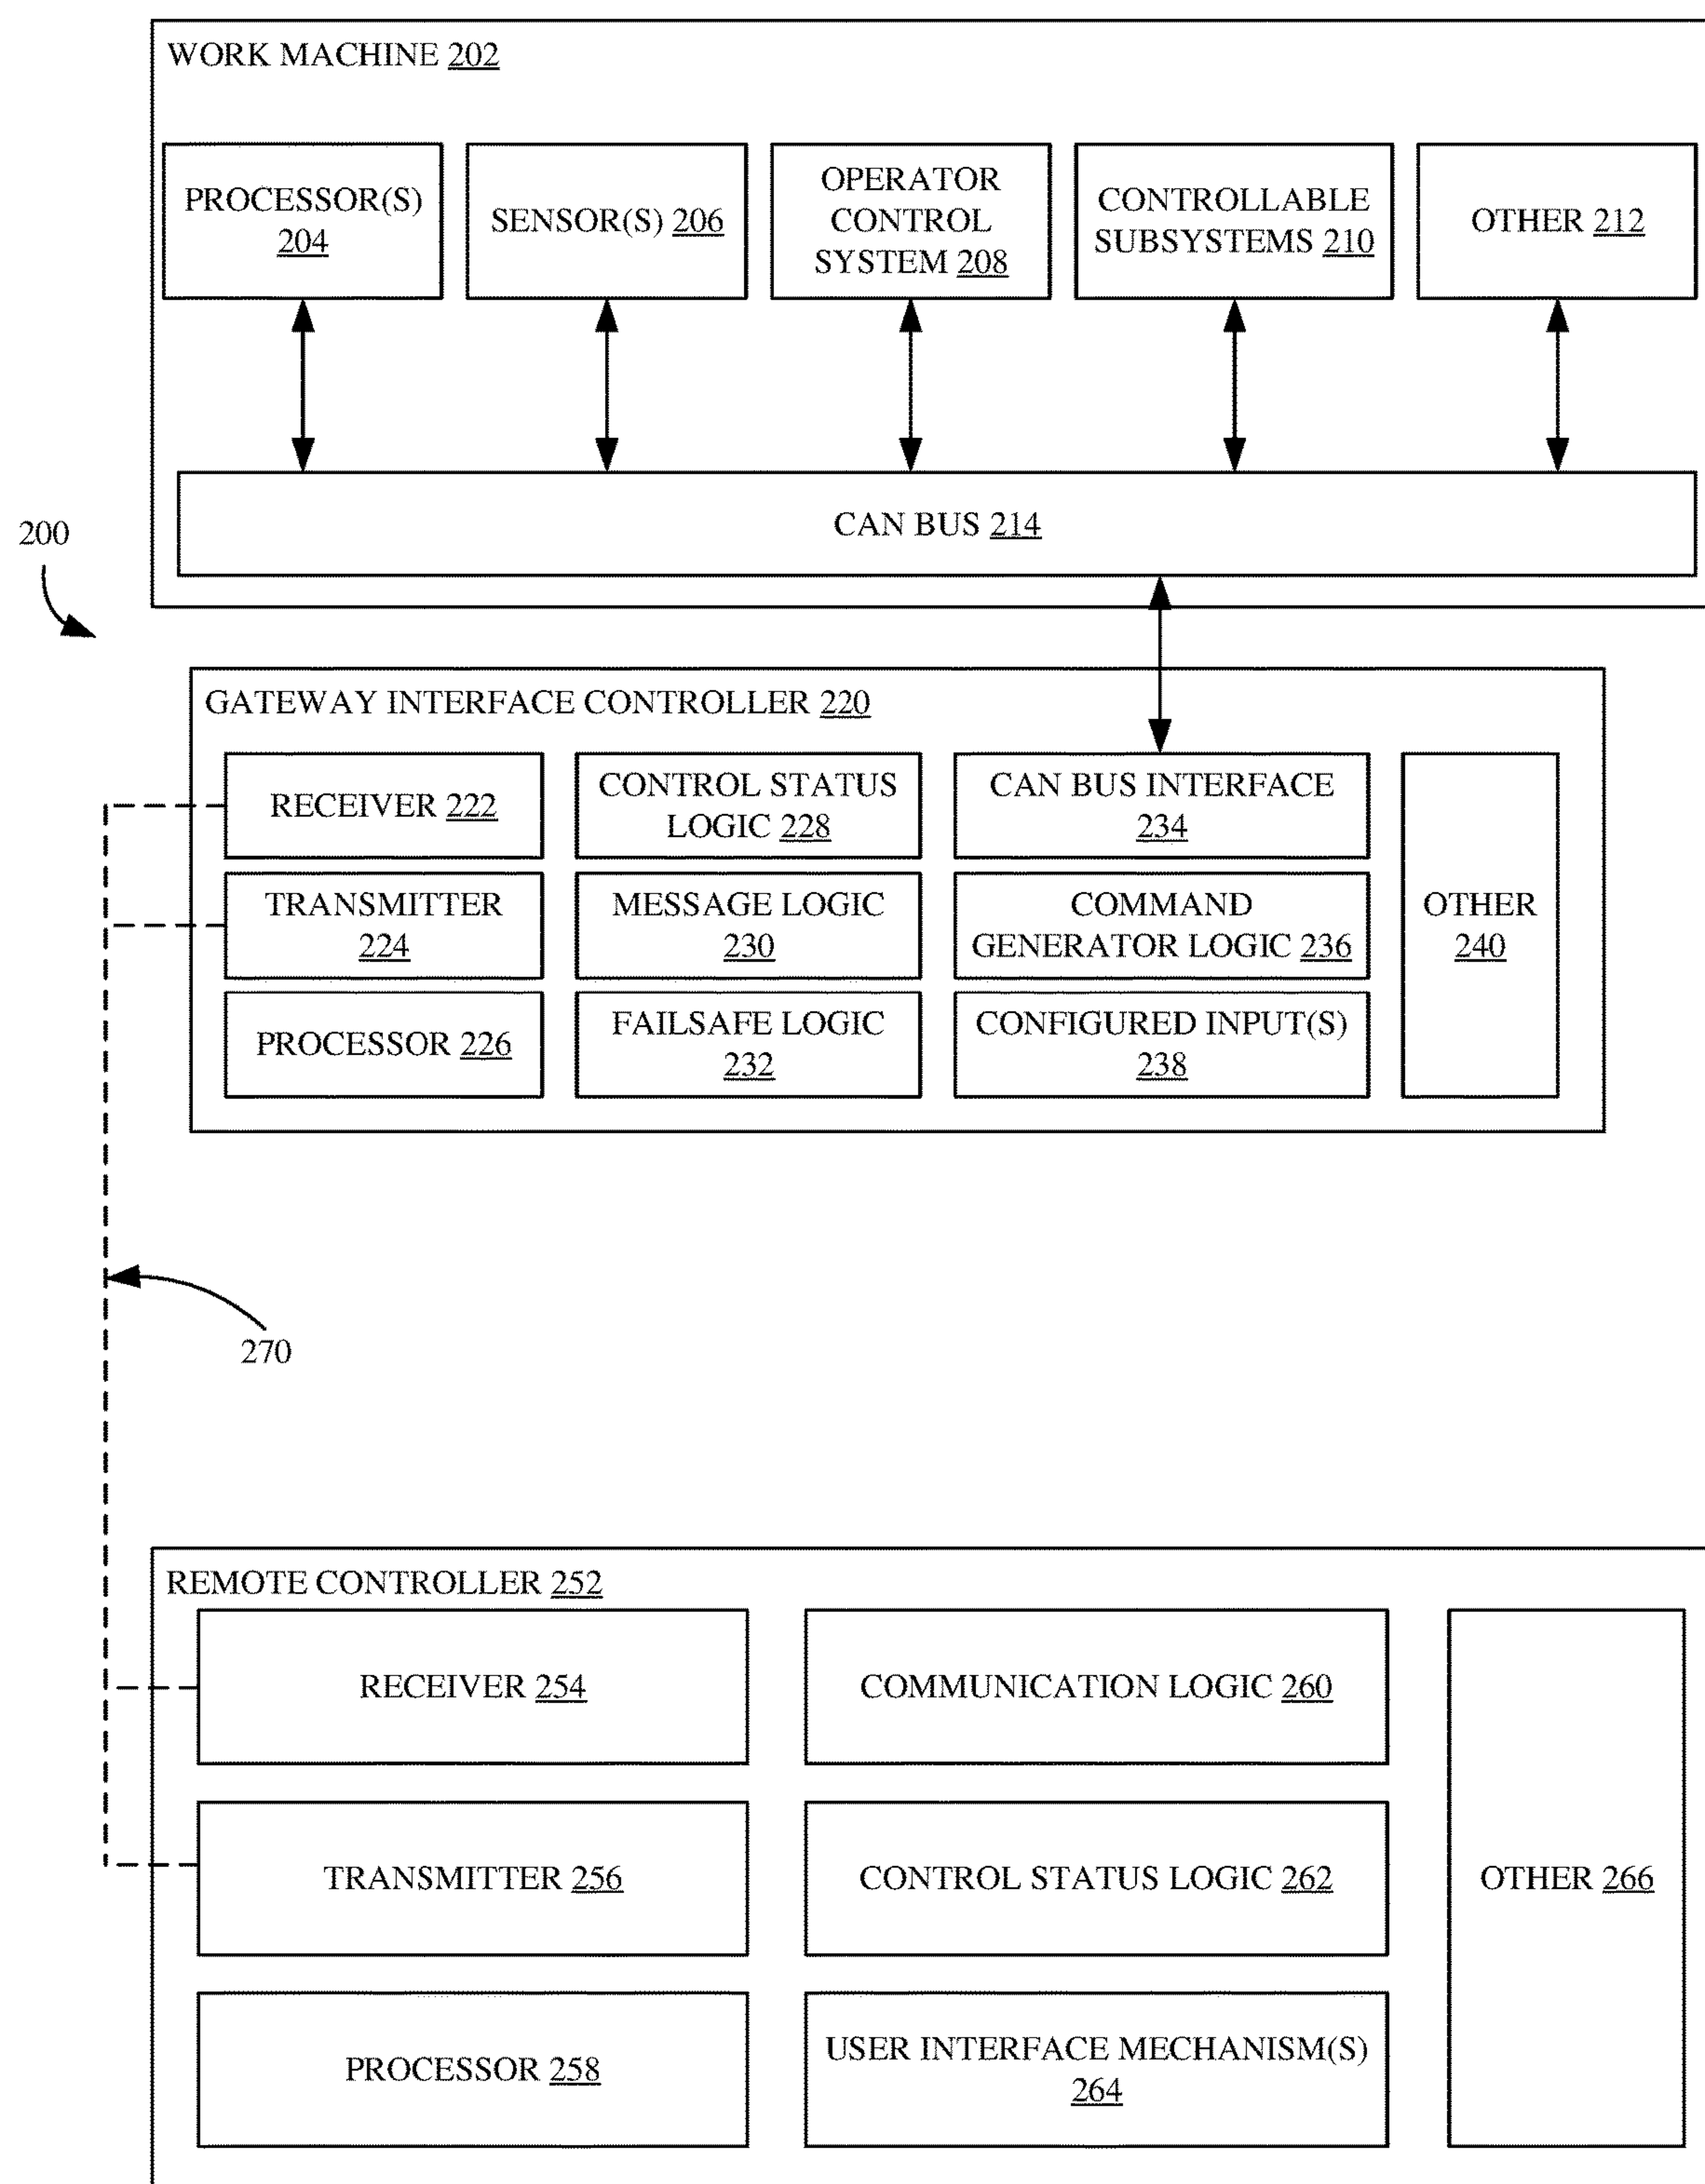 WORK MACHINE 202
PROCESSOR(S)
204
SENSOR(S) 206
OPERATOR
CONTROL
SYSTEM 208
CONTROLLABLE
SUBSYSTEMS 210
OTHER 212
CAN BUS 214
200
GATEWAY INTERFACE CONTROLLER 220
RECEIVER 222
CONTROL STATUS
LOGIC 228
CAN BUS INTERFACE
234
TRANSMITTER
224
MESSAGE LOGIC
230
COMMAND
GENERATOR LOGIC 236
OTHER
240
PROCESSOR 226
FAILSAFE LOGIC
232
CONFIGURED INPUT(S)
238
270
REMOTE CONTROLLER 252
RECEIVER 254
COMMUNICATION LOGIC 260
TRANSMITTER 256
CONTROL STATUS LOGIC 262
OTHER 266
PROCESSOR 258
USER INTERFACE MECHANISM(S)
264